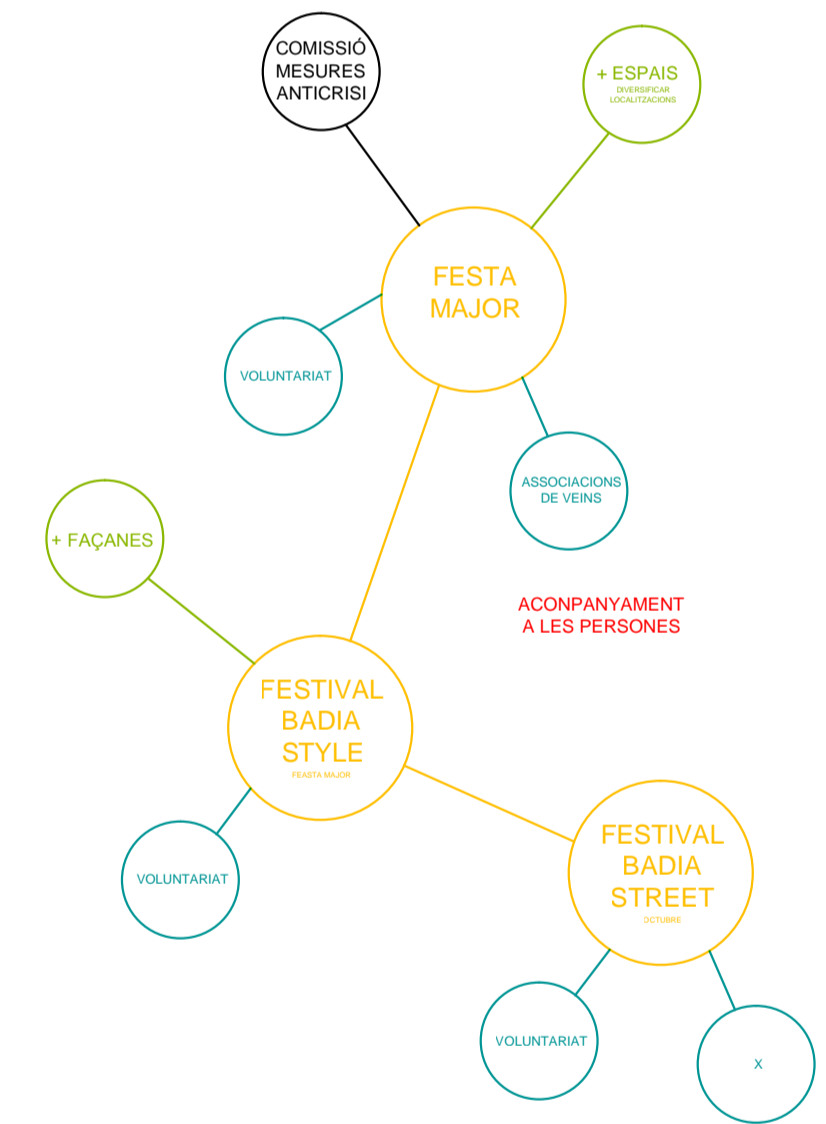 COMISSIÓ
MESURES
ANTICRISI
+ ESPAIS
DIVERSIFICAR
LOCALITZACIONS
FESTA
MAJOR
VOLUNTARIAT
ASSOCIACIONS
DE VEINS
+ FAÇANES
ACONPANYAMENT
A LES PERSONES
FESTIVAL
BADIA
STYLE
FEASTA MAJOR
VOLUNTARIAT
FESTIVAL
BADIA
STREET
OCTUBRE
VOLUNTARIAT
X